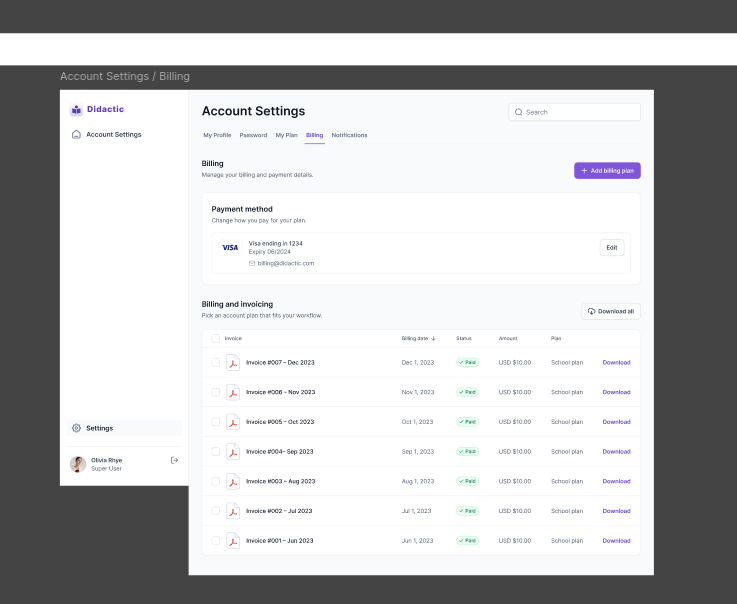 Account Settings / Billing
Didactic
Account Settings
Settings
Olivia Rhye
Super User
Account Settings
Search
My Profile Password My Plan Billing Notifications
Billing
Manage your billing and payment details.
+ Add billing plan
Payment method
Change how you pay for your plan.
VISA
Visa ending in 1234
Expiry 06/2024
billing@didactic.com
Edit
Billing and invoicing
Pick an account plan that fits your workflow.
Download all
Invoice Billing date ↓ Status Amount Plan
Invoice #007 – Dec 2023 Dec 1, 2023 Paid USD $10.00 School plan Download
Invoice #006 – Nov 2023 Nov 1, 2023 Paid USD $10.00 School plan Download
Invoice #005 – Oct 2023 Oct 1, 2023 Paid USD $10.00 School plan Download
Invoice #004– Sep 2023 Sep 1, 2023 Paid USD $10.00 School plan Download
Invoice #003 – Aug 2023 Aug 1, 2023 Paid USD $10.00 School plan Download
Invoice #002 – Jul 2023 Jul 1, 2023 Paid USD $10.00 School plan Download
Invoice #001 – Jun 2023 Jun 1, 2023 Paid USD $10.00 School plan Download